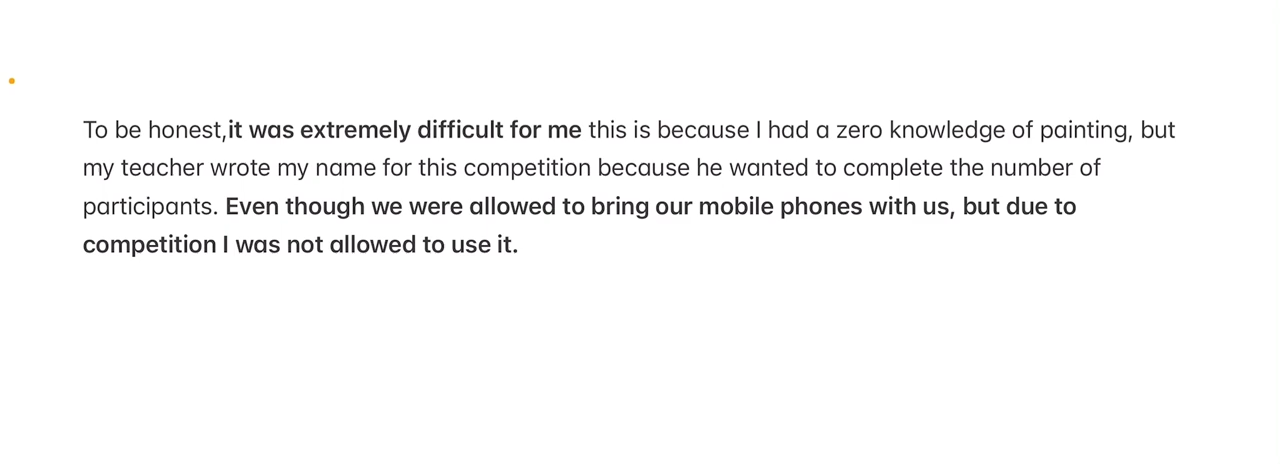 To be honest,it was extremely difficult for me this is because I had a zero knowledge of painting, but
my teacher wrote my name for this competition because he wanted to complete the number of
participants. Even though we were allowed to bring our mobile phones with us, but due to
competition I was not allowed to use it.